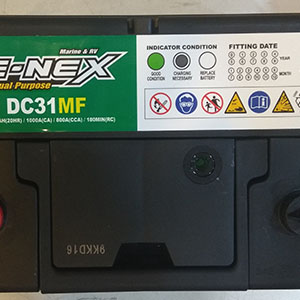 Marine & RV
E-NEX
ual-Purpose
DC31MF
AH(20HR) / 1000A(CA) / 800A(CCA) / 180MIN(RC)
INDICATOR CONDITION
GOOD CONDITION
CHARGING NECESSARY
REPLACE BATTERY
FITTING DATE
9KKD16